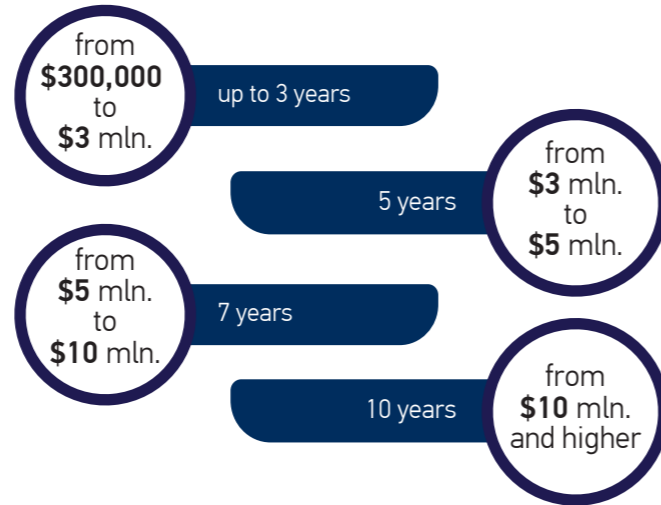 from
$300,000
to
$3 mln.
up to 3 years
5 years
from
$3 mln.
to
$5 mln.
from
$5 mln.
to
$10 mln.
7 years
10 years
from
$10 mln.
and higher